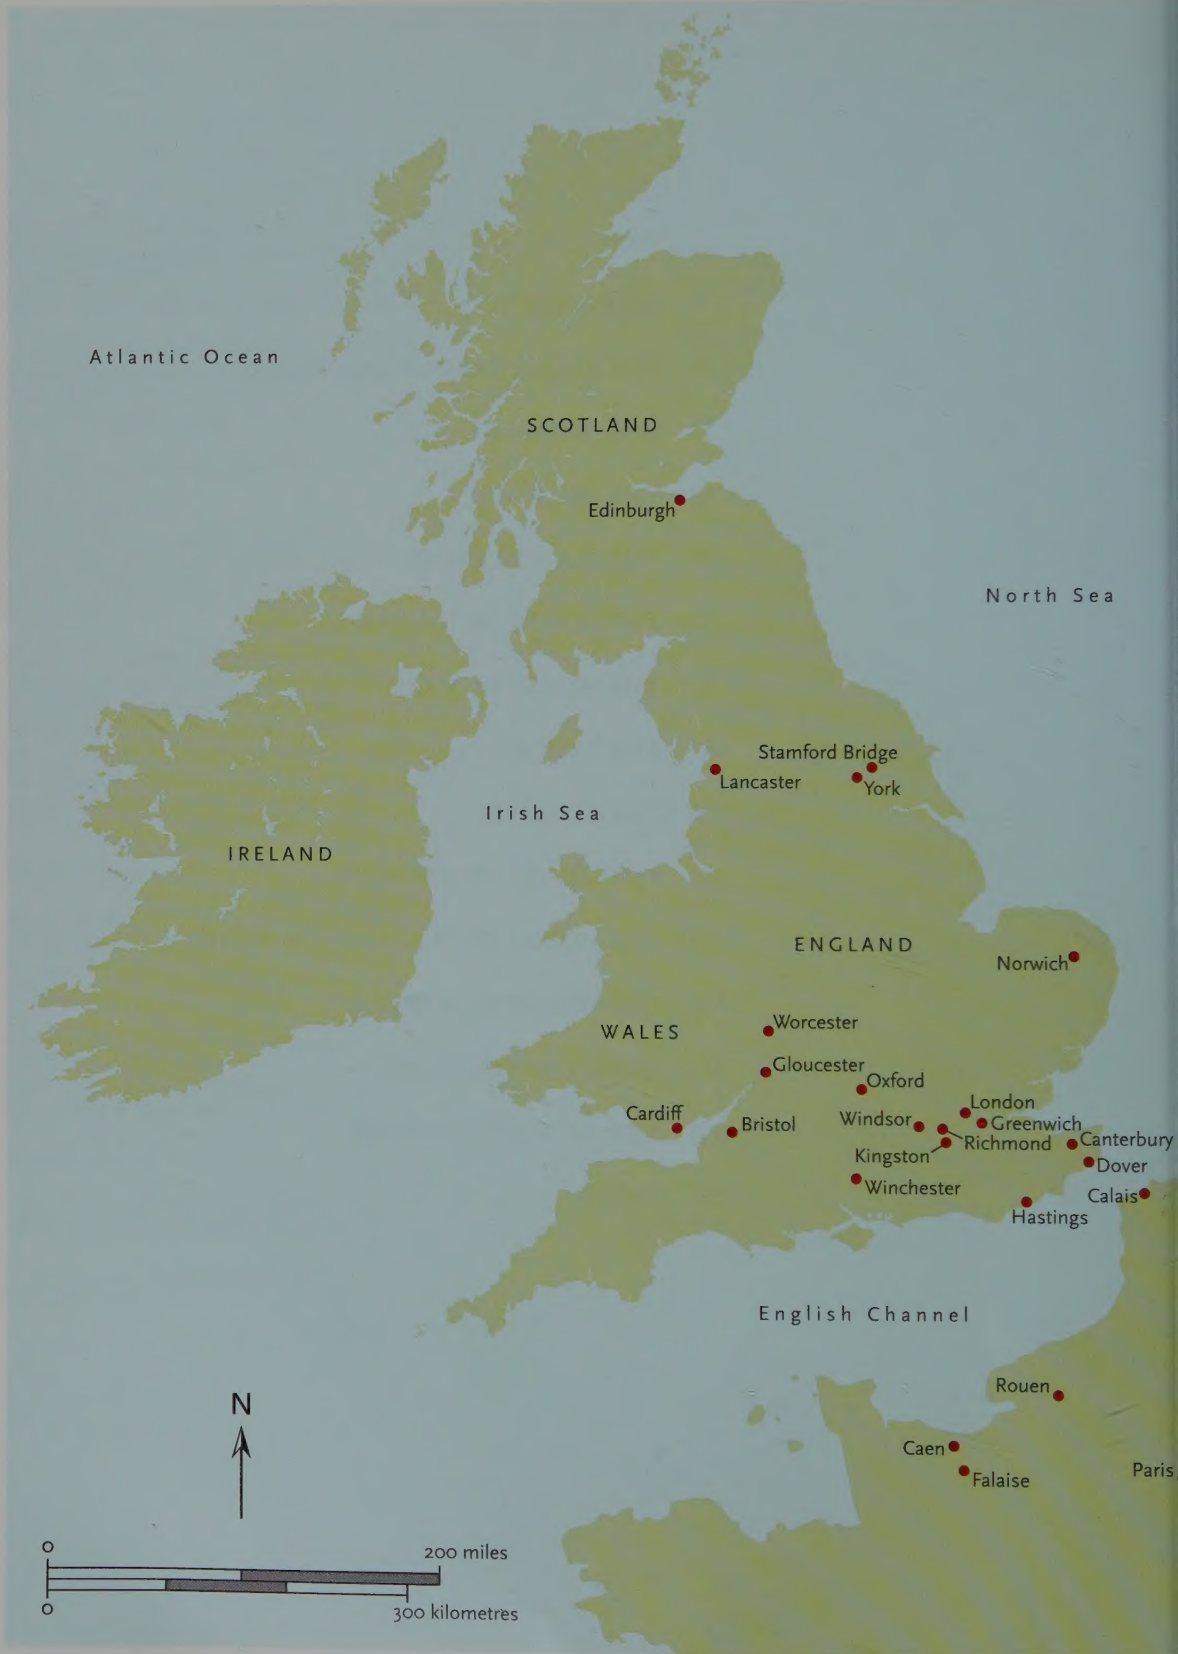 Atlantic Ocean
SCOTLAND
Edinburgh
North Sea
Stamford Bridge
Lancaster
York
Irish Sea
IRELAND
ENGLAND
Norwich
WALES
Worcester
Gloucester
Oxford
London
Cardiff
Bristol
Windsor
Greenwich
Richmond
Canterbury
Kingston
Dover
Winchester
Calais
Hastings
English Channel
Rouen
N
Caen
Paris
Falaise
0
200 miles
0
300 kilometres